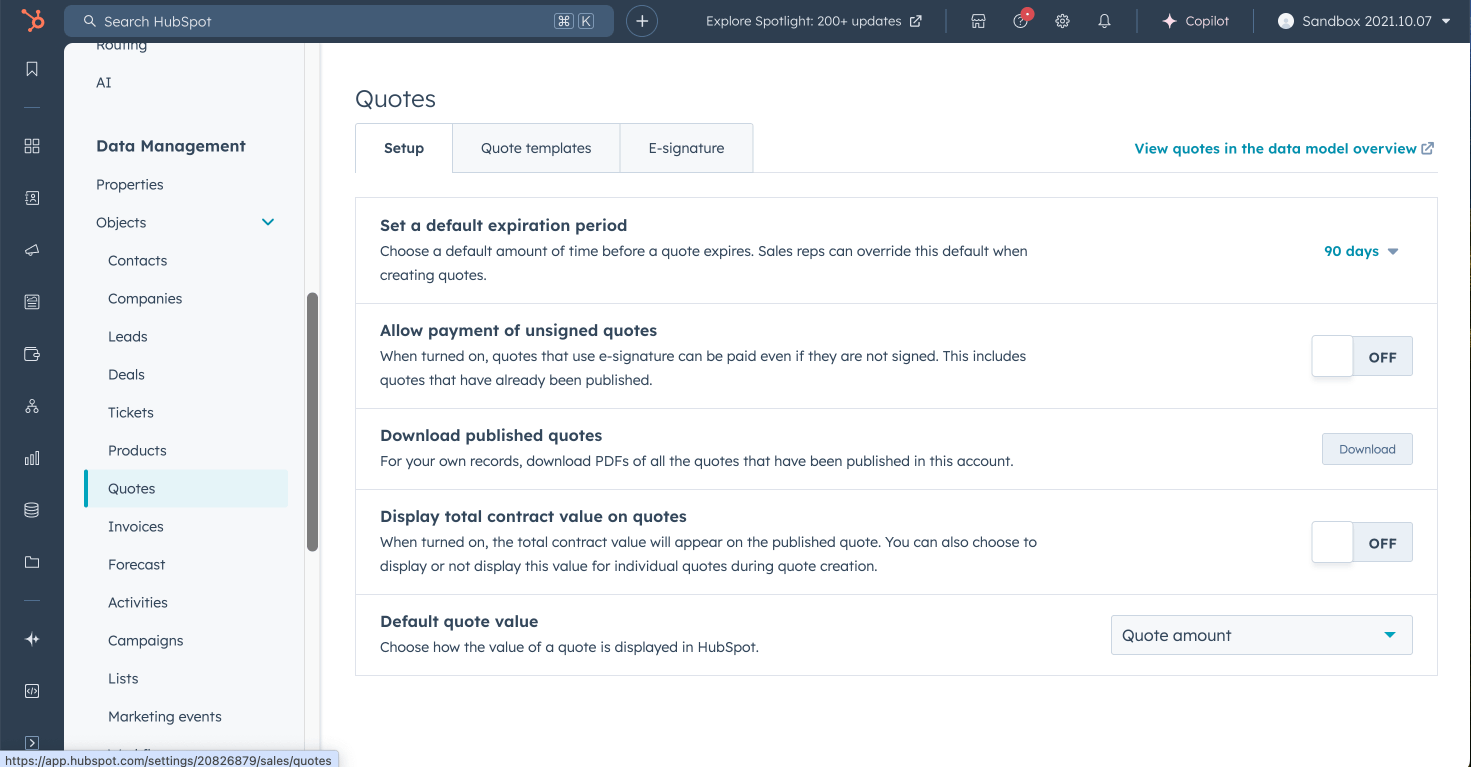 Search HubSpot
⌘ K
Explore Spotlight: 200+ updates
Copilot
Sandbox 2021.10.07
Routing
AI
Data Management
Properties
Objects
Contacts
Companies
Leads
Deals
Tickets
Products
Quotes
Invoices
Forecast
Activities
Campaigns
Lists
Marketing events
https://app.hubspot.com/settings/20826879/sales/quotes
Quotes
Setup
Quote templates
E-signature
View quotes in the data model overview
Set a default expiration period
Choose a default amount of time before a quote expires. Sales reps can override this default when
creating quotes.
90 days
Allow payment of unsigned quotes
When turned on, quotes that use e-signature can be paid even if they are not signed. This includes
quotes that have already been published.
OFF
Download published quotes
For your own records, download PDFs of all the quotes that have been published in this account.
Download
Display total contract value on quotes
When turned on, the total contract value will appear on the published quote. You can also choose to
display or not display this value for individual quotes during quote creation.
OFF
Default quote value
Choose how the value of a quote is displayed in HubSpot.
Quote amount